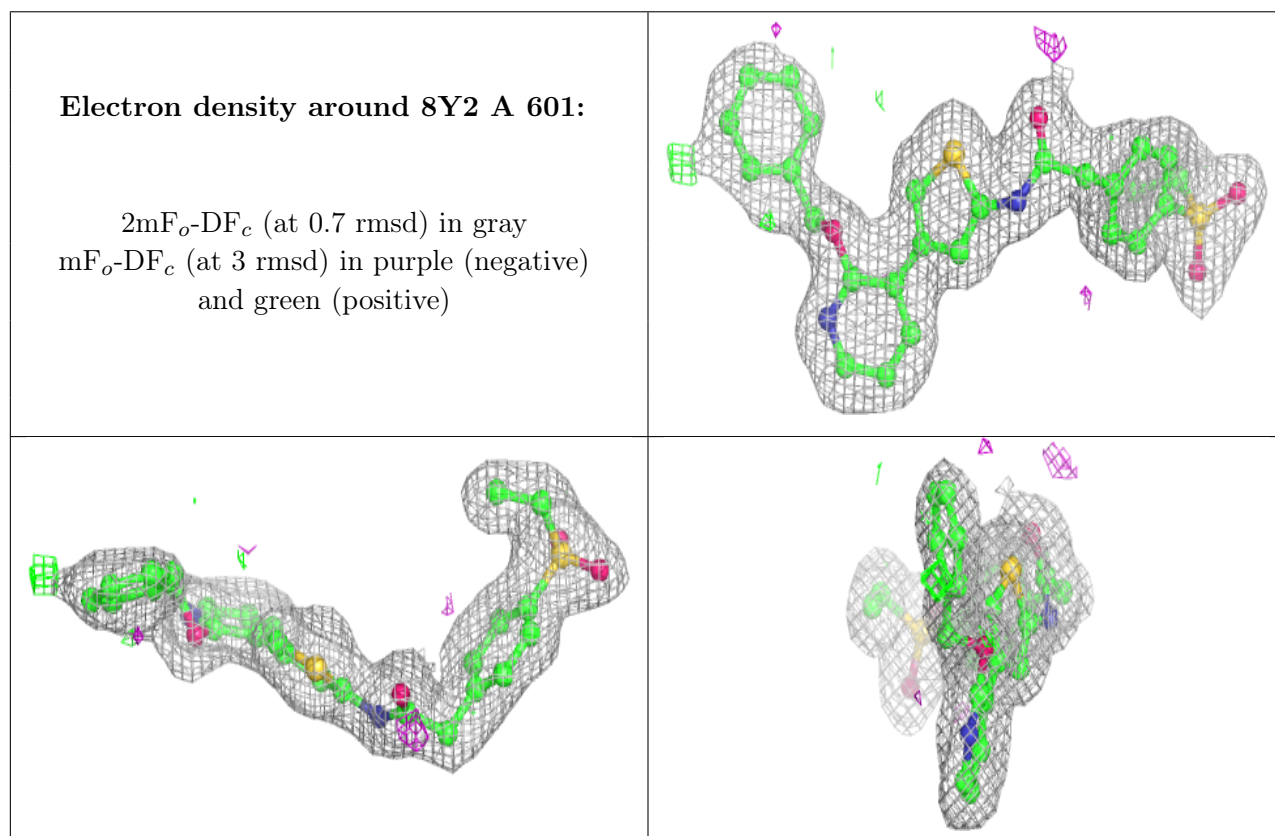 Electron density around 8Y2 A 601:
2mFo-DFc (at 0.7 rmsd) in gray
mFo-DFc (at 3 rmsd) in purple (negative)
and green (positive)